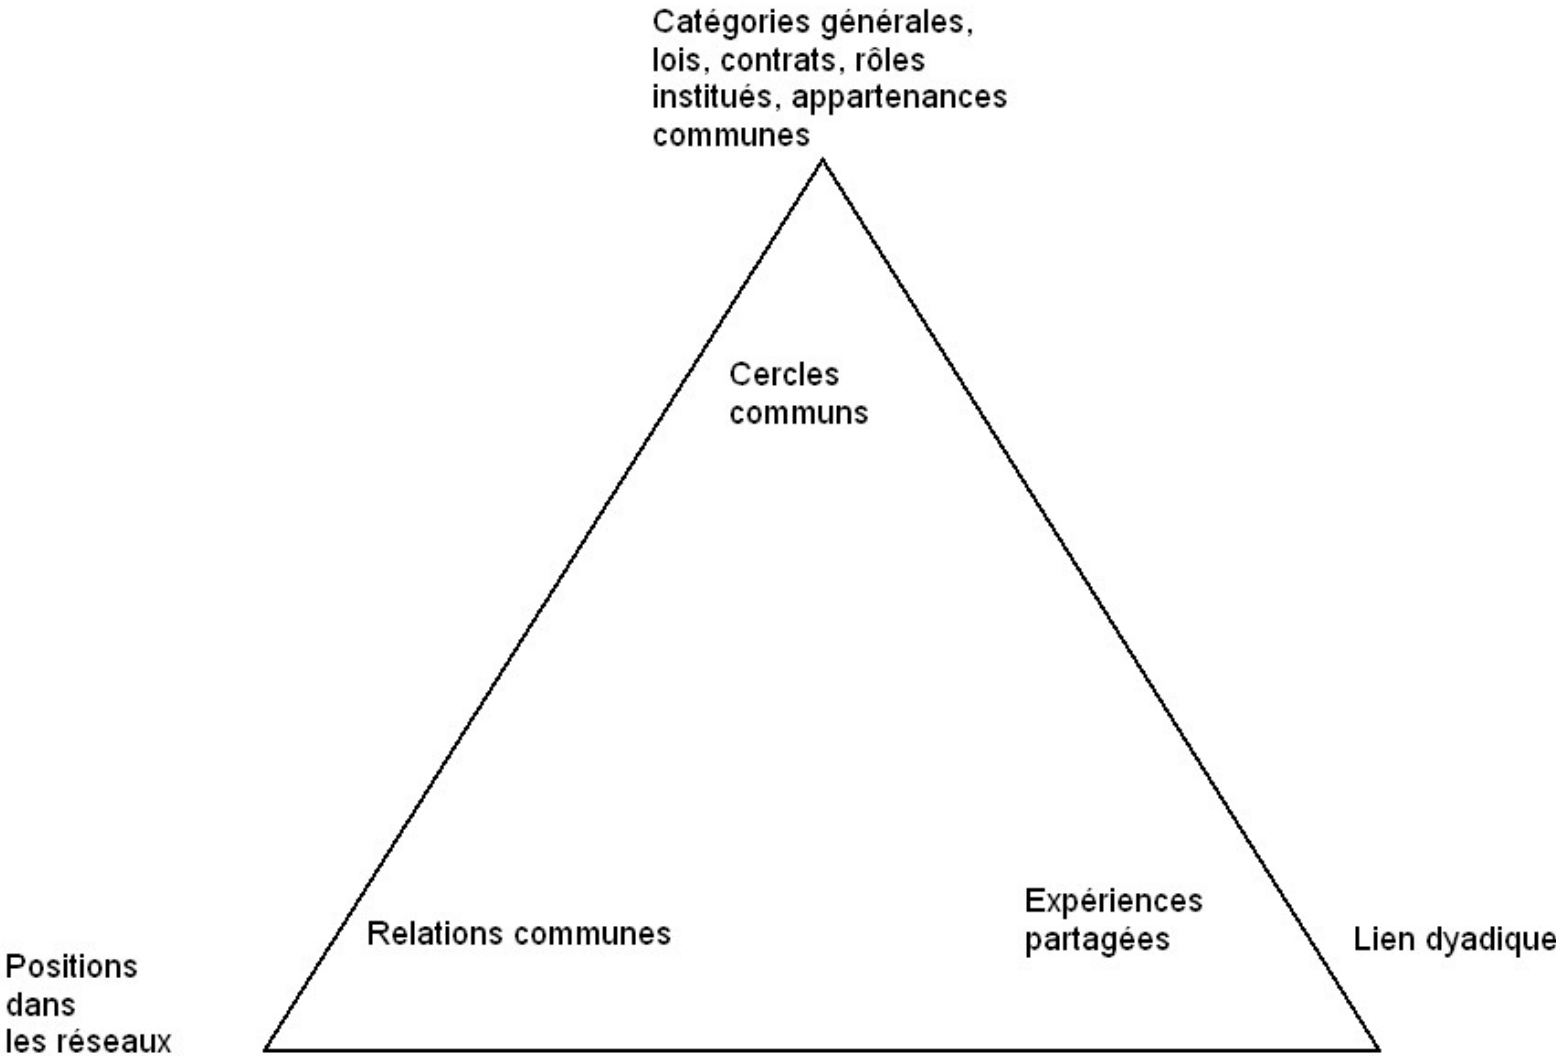 Catégories générales,
lois, contrats, rôles
institués, appartenances
communes
Cercles
communs
Relations communes
Expériences
partagées
Lien dyadique
Positions
dans
les réseaux